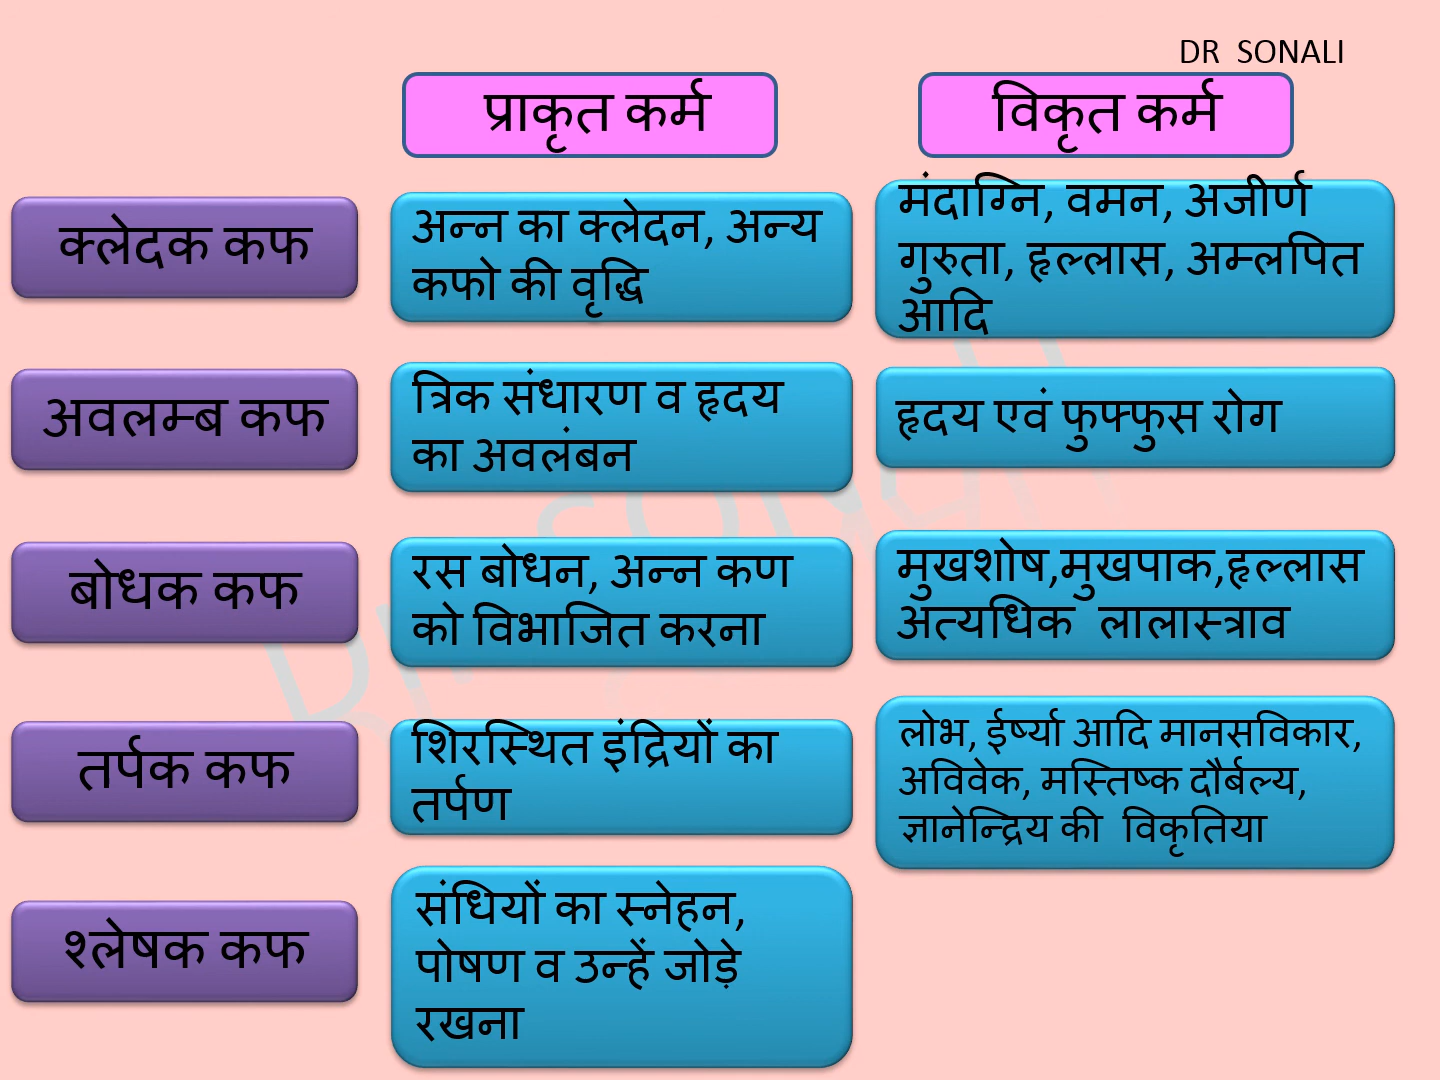 DR SONALI
प्राकृत कर्म
विकृत कर्म
क्लेदक कफ
अन्न का क्लेदन, अन्य
कफो की वृद्धि
मंदाग्नि, वमन, अजीर्ण
गुरुता, हृल्लास, अम्लपित
आदि
अवलम्ब कफ
त्रिक संधारण व हृदय
का अवलंबन
हृदय एवं फुफ्फुस रोग
बोधक कफ
रस बोधन, अन्न कण
को विभाजित करना
मुखशोष,मुखपाक,हृल्लास
अत्यधिक लालास्त्राव
तर्पक कफ
शिरस्थित इंद्रियों का
तर्पण
लोभ, ईर्ष्या आदि मानसविकार,
अविवेक, मस्तिष्क दौर्बल्य,
ज्ञानेन्द्रिय की विकृतिया
श्लेषक कफ
संधियों का स्नेहन,
पोषण व उन्हें जोड़े
रखना